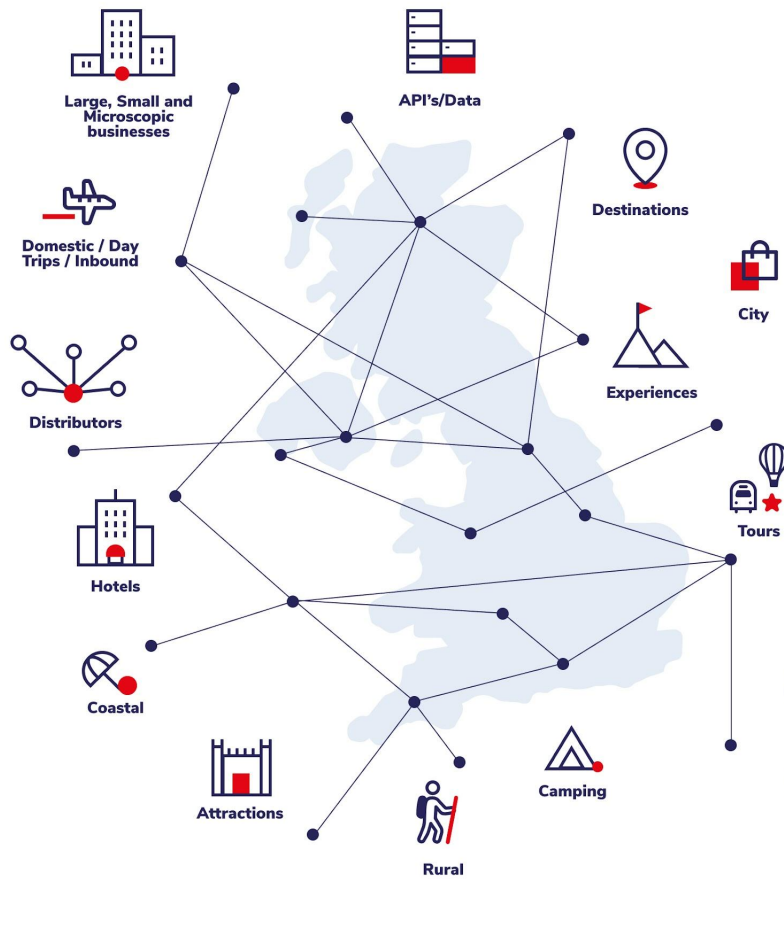 Large, Small and
Microscopic
businesses
API's/Data
Destinations
Domestic / Day
Trips / Inbound
City
Experiences
Distributors
Tours
Hotels
Coastal
Camping
Attractions
Rural